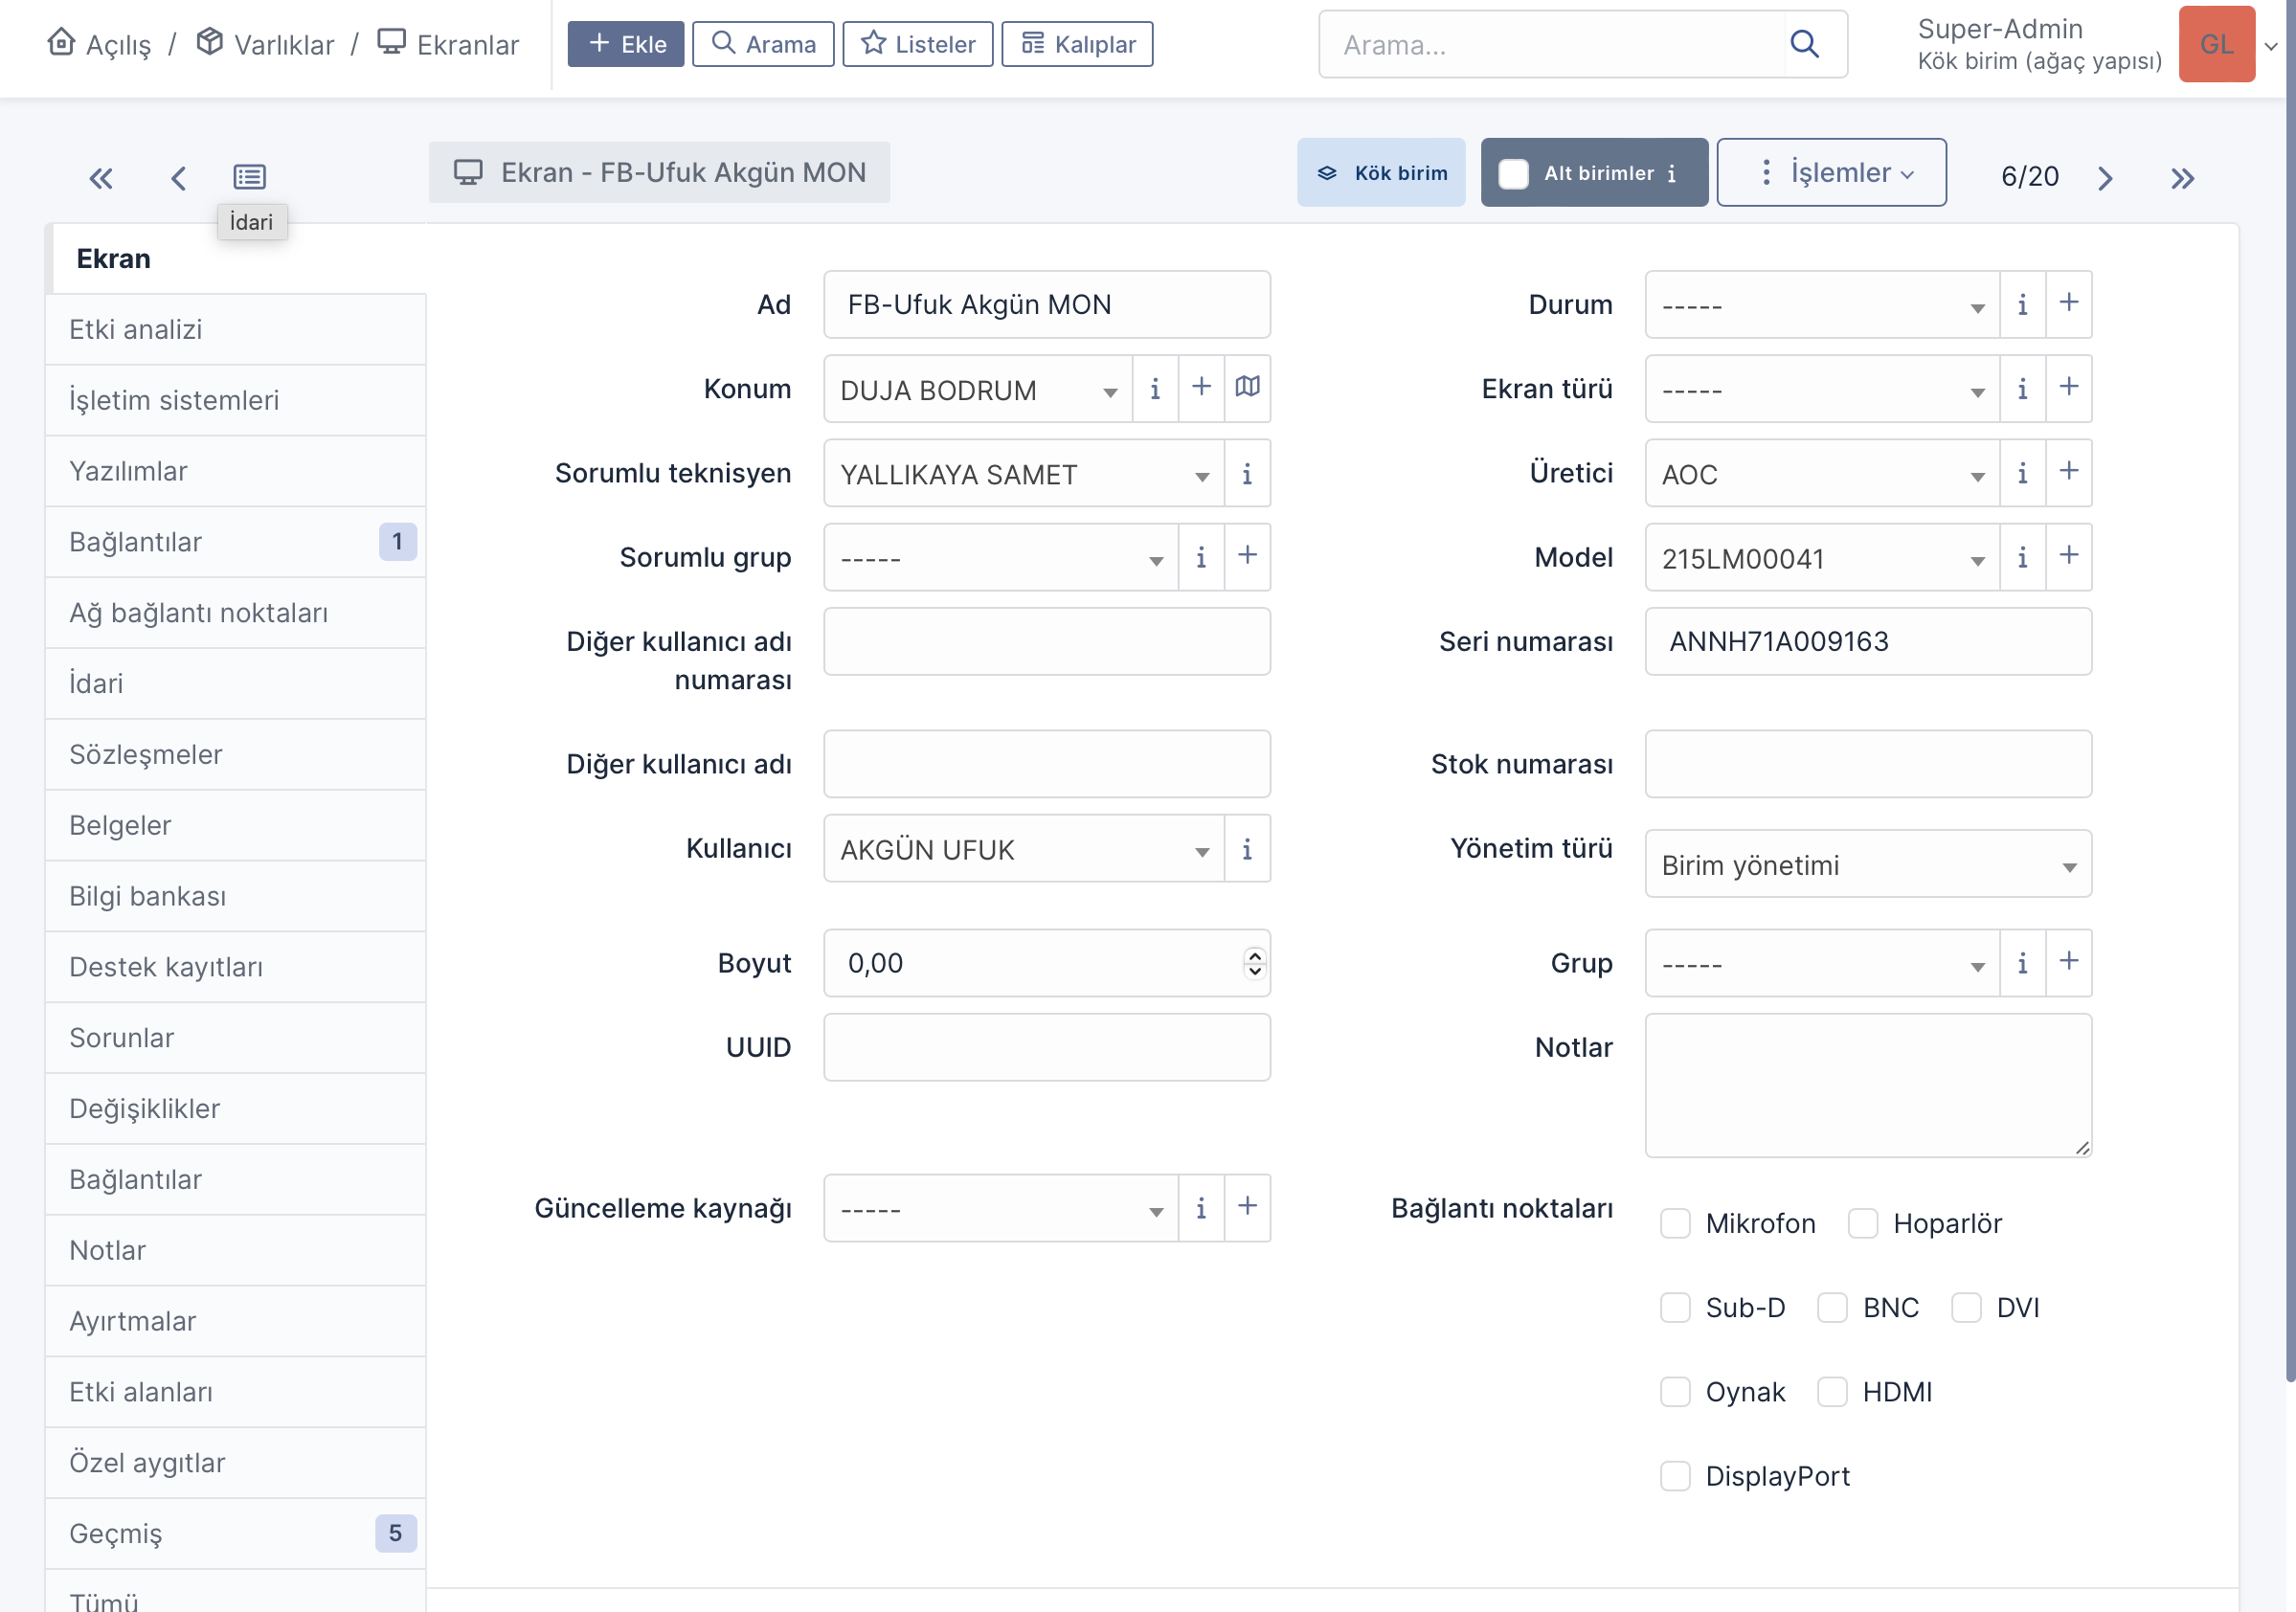 Açılış / Varlıklar / Ekranlar
Ekle
Arama
Listeler
Kalıplar
Arama...
Super-Admin
Kök birim (ağaç yapısı)
GL
İdari
Ekran - FB-Ufuk Akgün MON
Kök birim
Alt birimler i
İşlemler
6/20
Ekran
Etki analizi
İşletim sistemleri
Yazılımlar
Bağlantılar 1
Ağ bağlantı noktaları
İdari
Sözleşmeler
Belgeler
Bilgi bankası
Destek kayıtları
Sorunlar
Değişiklikler
Bağlantılar
Notlar
Ayırtmalar
Etki alanları
Özel aygıtlar
Geçmiş 5
Tümü
Ad FB-Ufuk Akgün MON
Durum -----
Konum DUJA BODRUM
Ekran türü -----
Sorumlu teknisyen YALLIKAYA SAMET
Üretici AOC
Sorumlu grup -----
Model 215LM00041
Diğer kullanıcı adı
numarası
Seri numarası ANNH71A009163
Diğer kullanıcı adı
Stok numarası
Kullanıcı AKGÜN UFUK
Yönetim türü Birim yönetimi
Boyut 0,00
Grup -----
UUID
Notlar
Güncelleme kaynağı -----
Bağlantı noktaları
Mikrofon Hoparlör
Sub-D BNC DVI
Oynak HDMI
DisplayPort